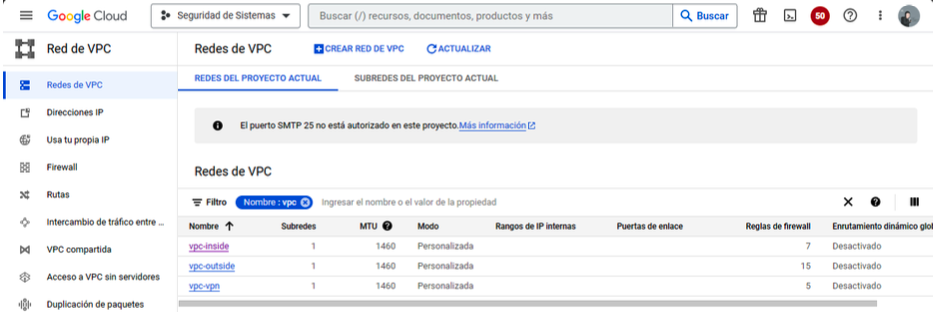 Google Cloud
Seguridad de Sistemas
Buscar (/) recursos, documentos, productos y más
Buscar
50
Red de VPC
Redes de VPC
CREAR RED DE VPC
ACTUALIZAR
Redes de VPC
Direcciones IP
Usa tu propia IP
Firewall
Rutas
Intercambio de tráfico entre ...
VPC compartida
Acceso a VPC sin servidores
Duplicación de paquetes
REDES DEL PROYECTO ACTUAL
SUBREDES DEL PROYECTO ACTUAL
El puerto SMTP 25 no está autorizado en este proyecto.Más información
Redes de VPC
Filtro Nombre : vpc Ingresar el nombre o el valor de la propiedad
Nombre Subredes MTU Modo Rangos de IP internas Puertas de enlace Reglas de firewall Enrutamiento dinámico glo
vpc-inside 1 1460 Personalizada 7 Desactivado
vpc-outside 1 1460 Personalizada 15 Desactivado
vpc-vpn 1 1460 Personalizada 5 Desactivado